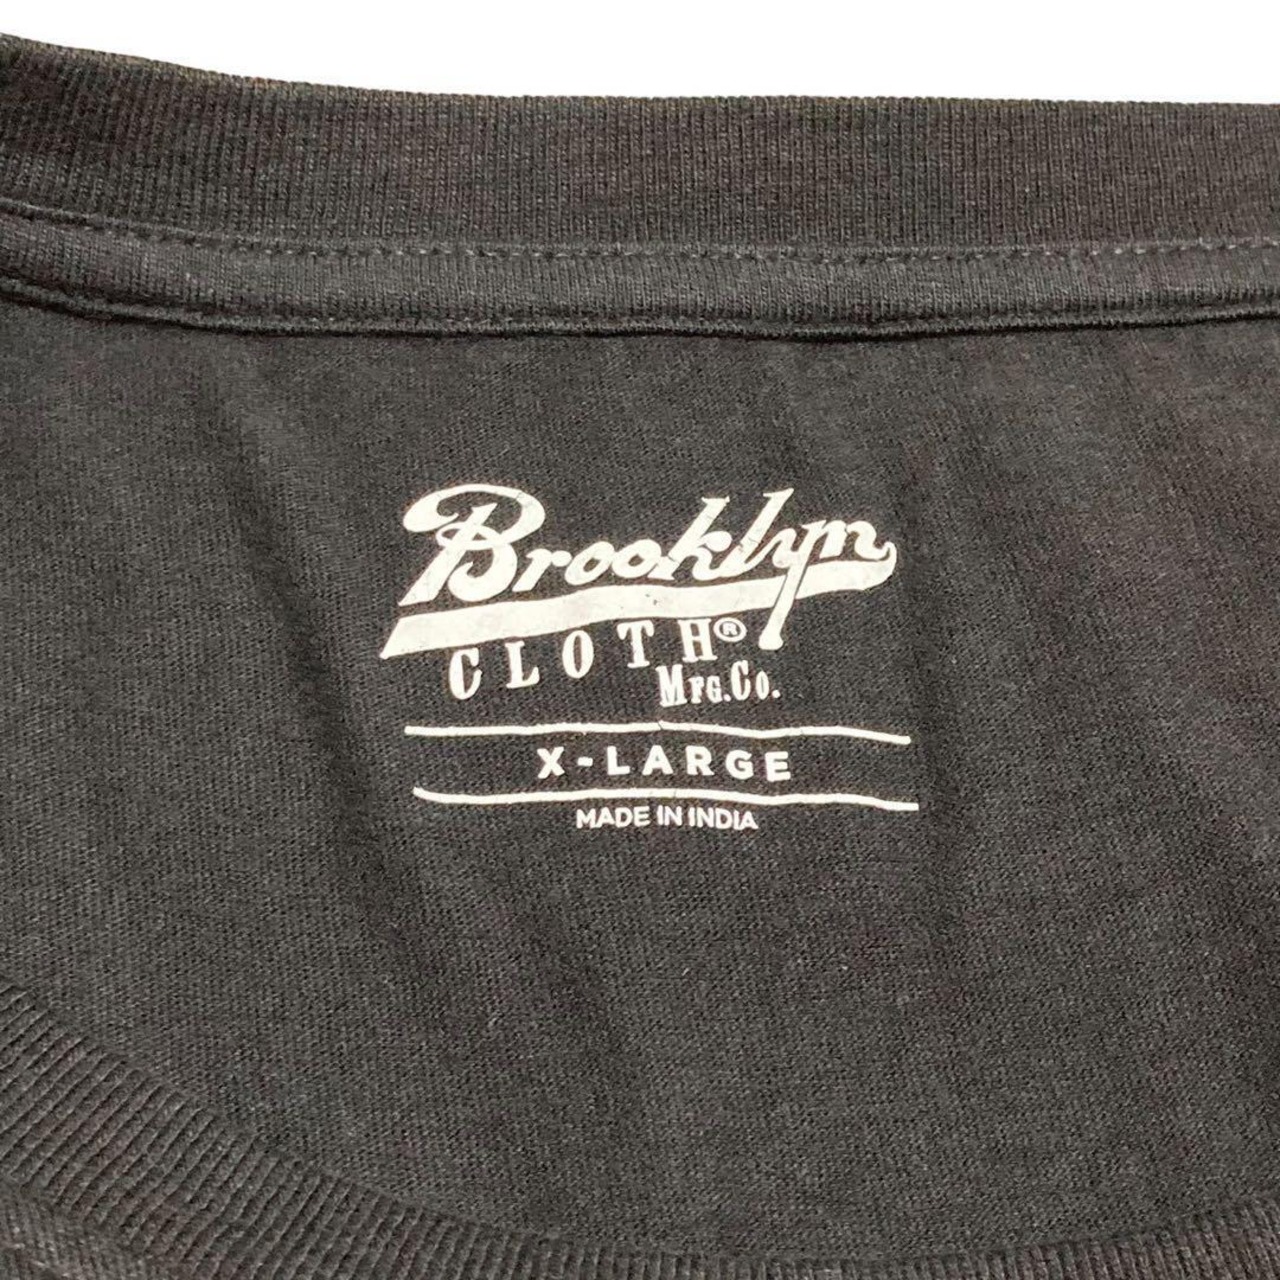 Brooklyn
CLOTH®
MFG.CO.
X-LARGE
MADE IN INDIA